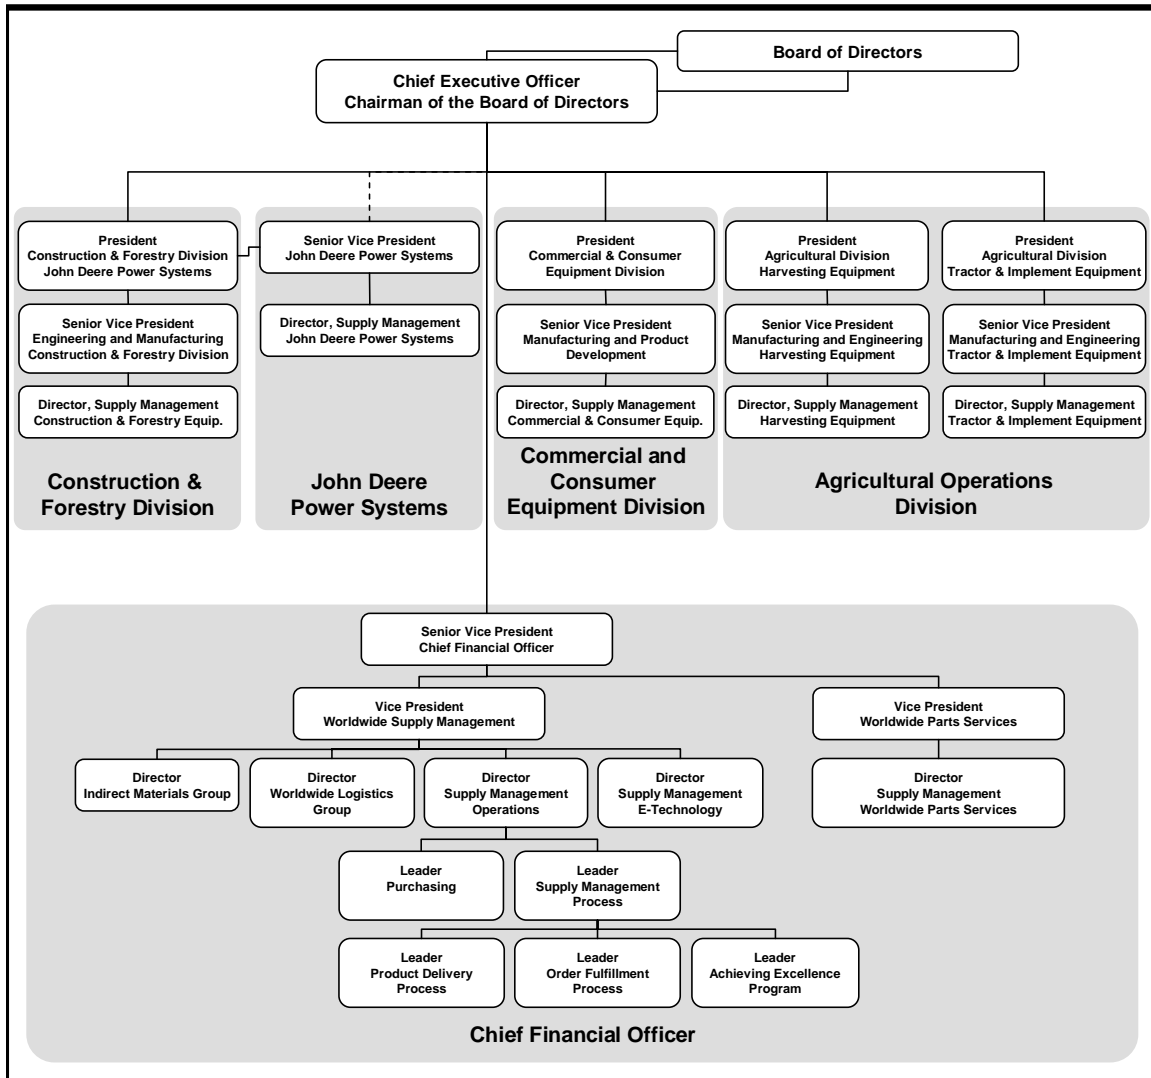 Board of Directors
Chief Executive Officer
Chairman of the Board of Directors
President
Construction & Forestry Division
John Deere Power Systems
Senior Vice President
Engineering and Manufacturing
Construction & Forestry Division
Director, Supply Management
Construction & Forestry Equip.
Construction &
Forestry Division
Senior Vice President
John Deere Power Systems
Director, Supply Management
John Deere Power Systems
John Deere
Power Systems
President
Commercial & Consumer
Equipment Division
Senior Vice President
Manufacturing and Product
Development
Director, Supply Management
Commercial & Consumer Equip.
Commercial and
Consumer
Equipment Division
President
Agricultural Division
Harvesting Equipment
Senior Vice President
Manufacturing and Engineering
Harvesting Equipment
Director, Supply Management
Harvesting Equipment
President
Agricultural Division
Tractor & Implement Equipment
Senior Vice President
Manufacturing and Engineering
Tractor & Implement Equipment
Director, Supply Management
Tractor & Implement Equipment
Agricultural Operations
Division
Senior Vice President
Chief Financial Officer
Vice President
Worldwide Supply Management
Vice President
Worldwide Parts Services
Director
Indirect Materials Group
Director
Worldwide Logistics
Group
Director
Supply Management
Operations
Director
Supply Management
E-Technology
Director
Supply Management
Worldwide Parts Services
Leader
Purchasing
Leader
Supply Management
Process
Leader
Product Delivery
Process
Leader
Order Fulfillment
Process
Leader
Achieving Excellence
Program
Chief Financial Officer